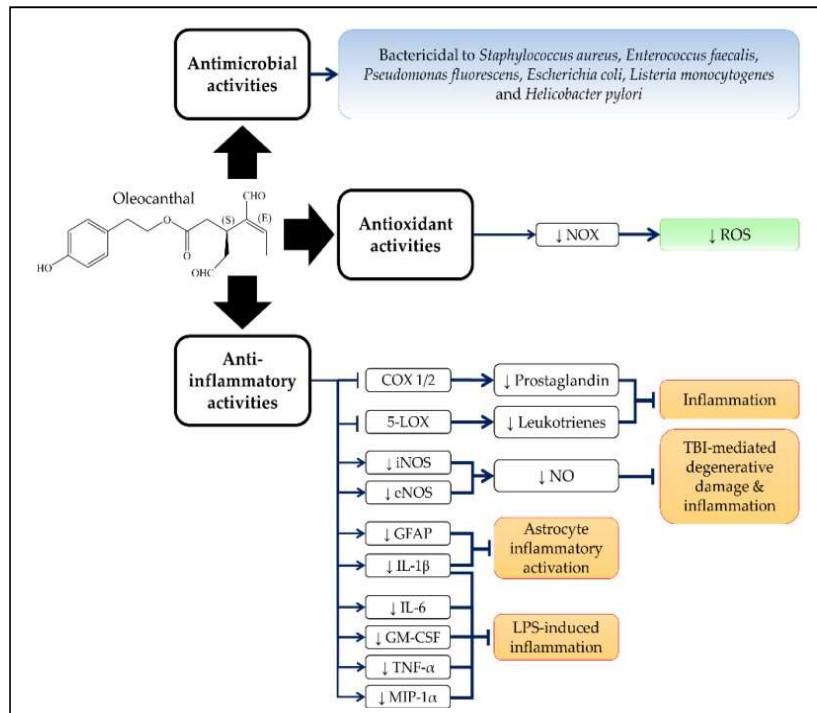 Antimicrobial
activities
Bactericidal to Staphylococcus aureus, Enterococcus faecalis,
Pseudomonas fluorescens, Escherichia coli, Listeria monocytogenes
and Helicobacter pylori
Oleocanthal
CHO
(S)
(E)
O
O
HO
OHC
Antioxidant
activities
↓ NOX
↓ ROS
Anti-
inflammatory
activities
COX 1/2
↓ Prostaglandin
Inflammation
5-LOX
↓ Leukotrienes
↓ iNOS
↓ eNOS
↓ NO
TBI-mediated
degenerative
damage &
inflammation
↓ GFAP
↓ IL-1β
Astrocyte
inflammatory
activation
↓ IL-6
↓ GM-CSF
↓ TNF-α
↓ MIP-1α
LPS-induced
inflammation